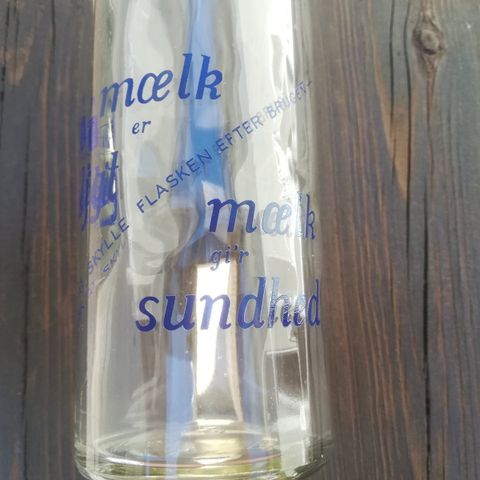 mælk
er
SKYLLE FLASKEN EFTER BRUGET
mælk
gi'r
sundhed